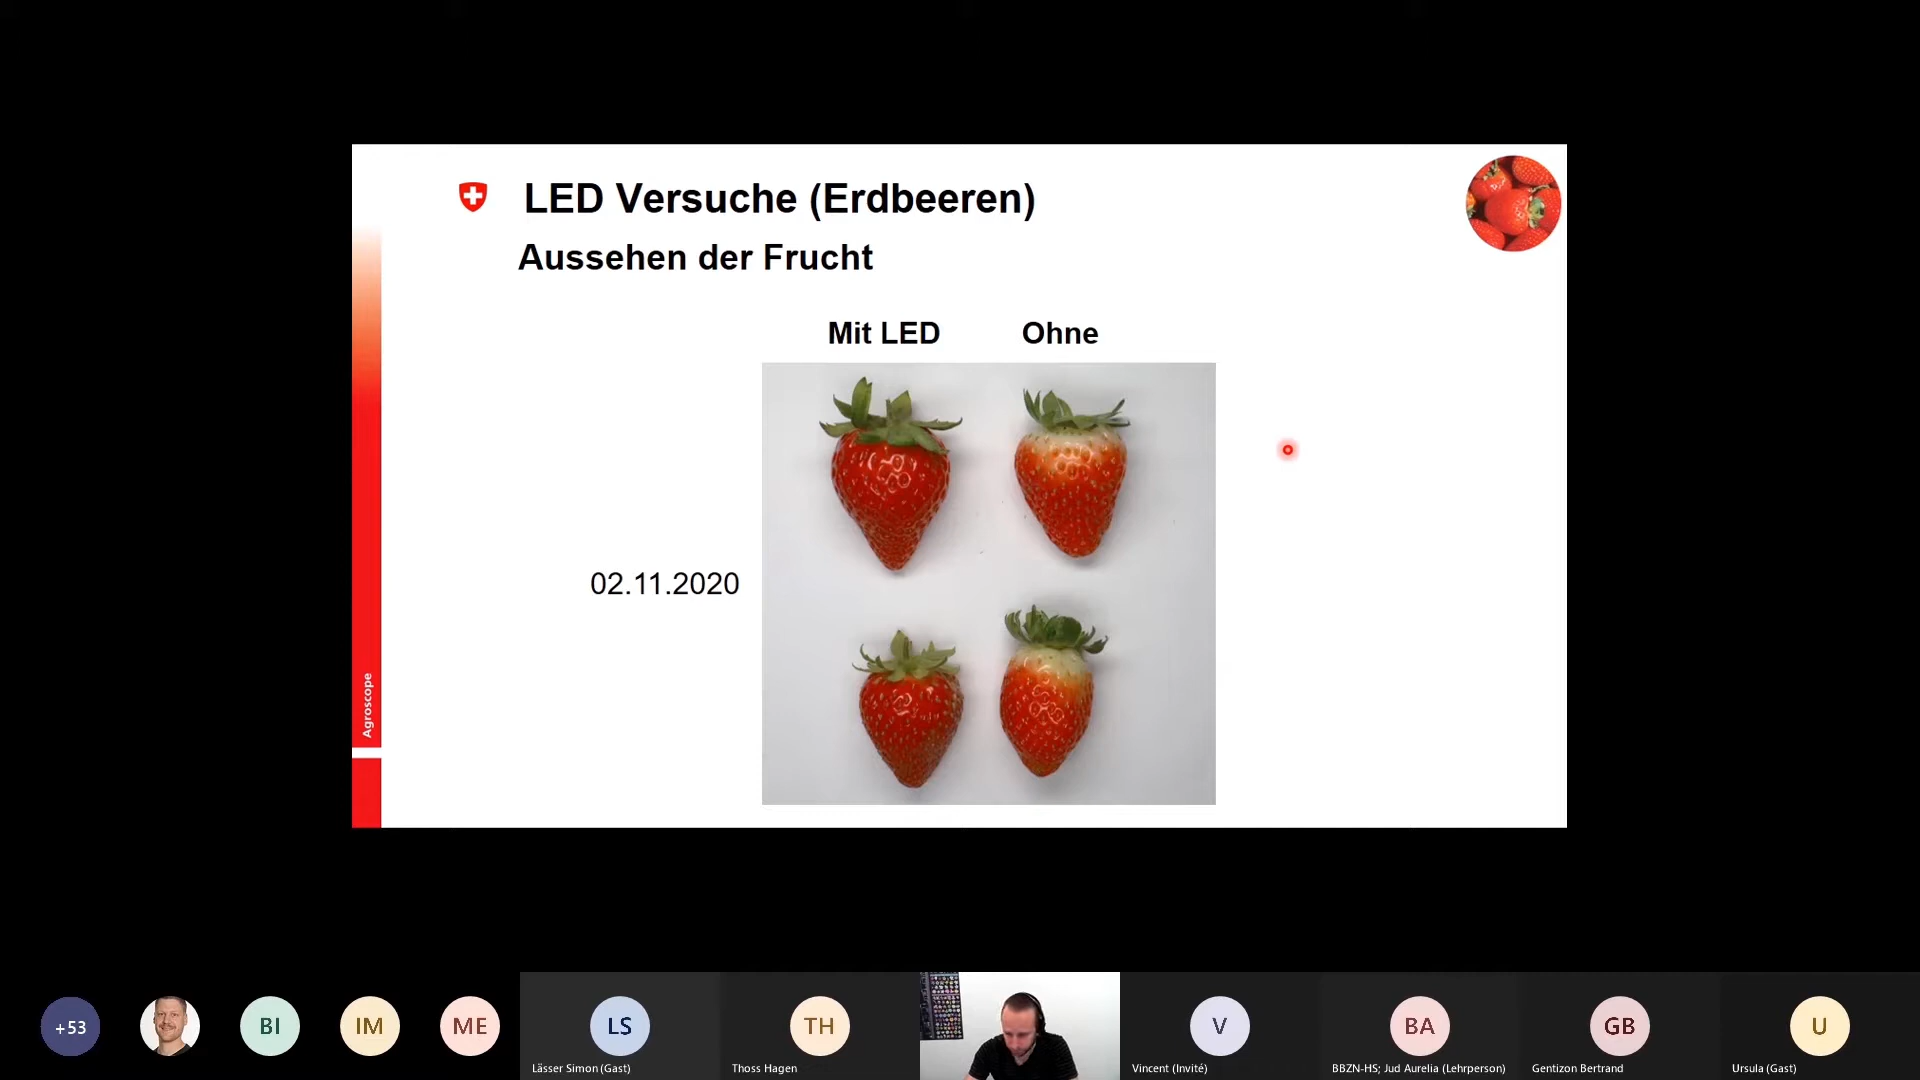 LED Versuche (Erdbeeren)
Aussehen der Frucht
Mit LED
Ohne
02.11.2020
Agroscope
+53
BI
IM
ME
LS
Lässer Simon (Gast)
TH
Thoss Hagen
V
Vincent (Invité)
BA
BBZN-HS; Jud Aurelia (Lehrperson)
GB
Gentizon Bertrand
U
Ursula (Gast)